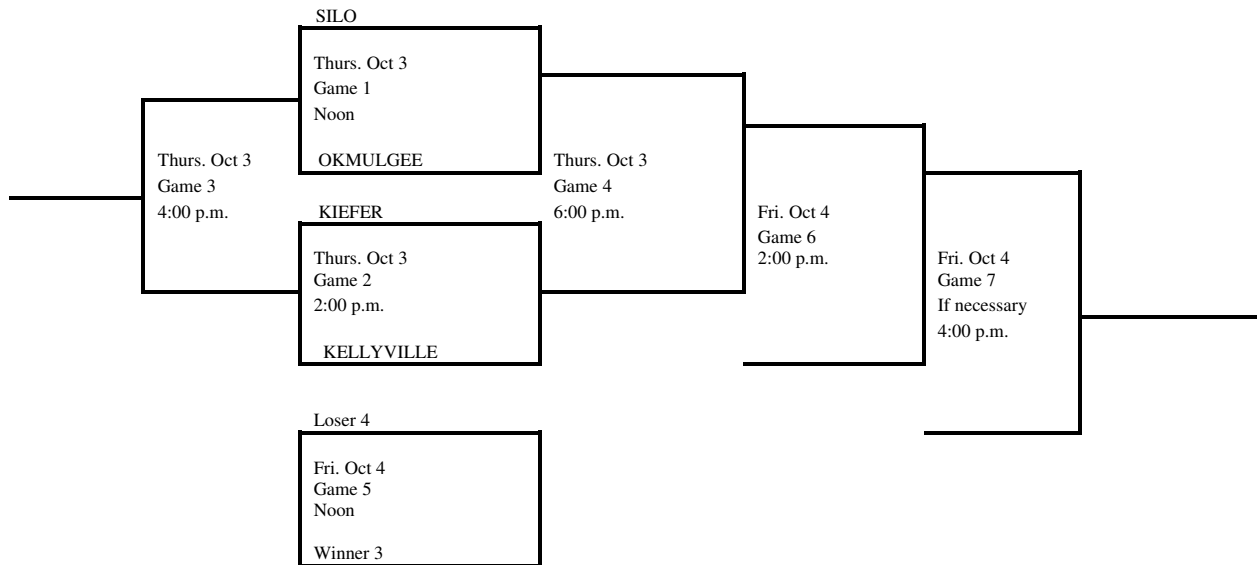 SILO
Thurs. Oct 3
Game 1
Noon
OKMULGEE
Thurs. Oct 3
Game 3
4:00 p.m.
KIEFER
Thurs. Oct 3
Game 2
2:00 p.m.
KELLYVILLE
Thurs. Oct 3
Game 4
6:00 p.m.
Fri. Oct 4
Game 6
2:00 p.m.
Fri. Oct 4
Game 7
If necessary
4:00 p.m.
Loser 4
Fri. Oct 4
Game 5
Noon
Winner 3